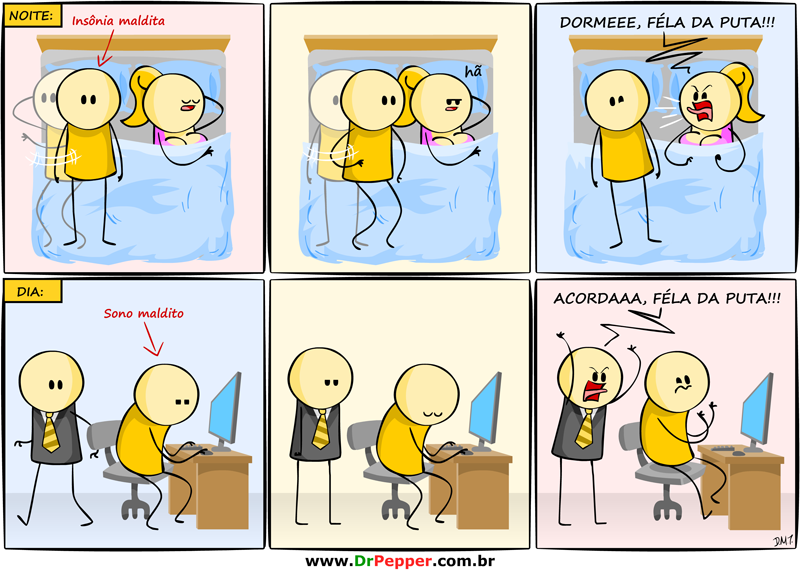 NOITE:
Insônia maldita
hã
DORMEEE, FÉLA DA PUTA!!!
DIA:
Sono maldito
ACORDAAA, FÉLA DA PUTA!!!
DMT.
www.DrPepper.com.br